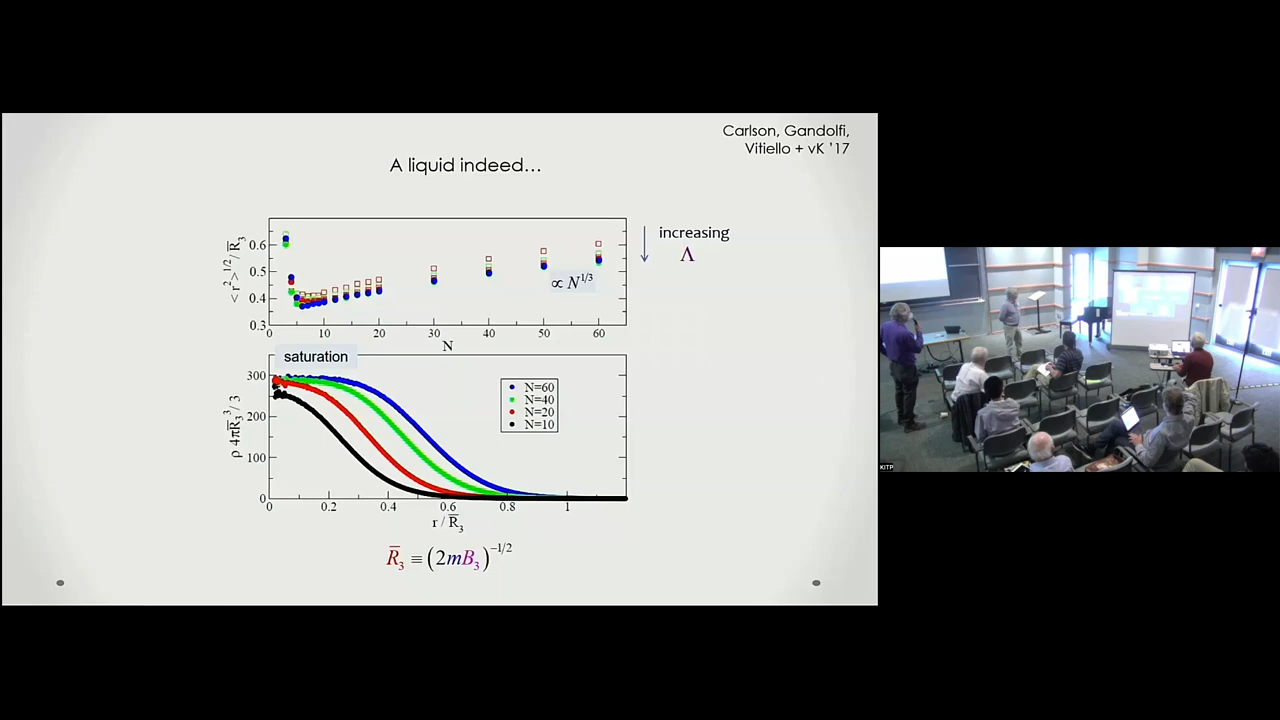 Carlson, Gandolfi,
Vitiello + vK '17
A liquid indeed…
< r² >^1/2 / R̅₃
0.6
0.5
0.4
0.3
0 10 20 30 40 50 60
N
∝ N^1/3
increasing
Λ
saturation
ρ 4πR̅₃³ / 3
300
200
100
0
N=60
N=40
N=20
N=10
0 0.2 0.4 0.6 0.8 1
r / R̅₃
R̅₃ ≡ (2mB₃)^−1/2
KITP